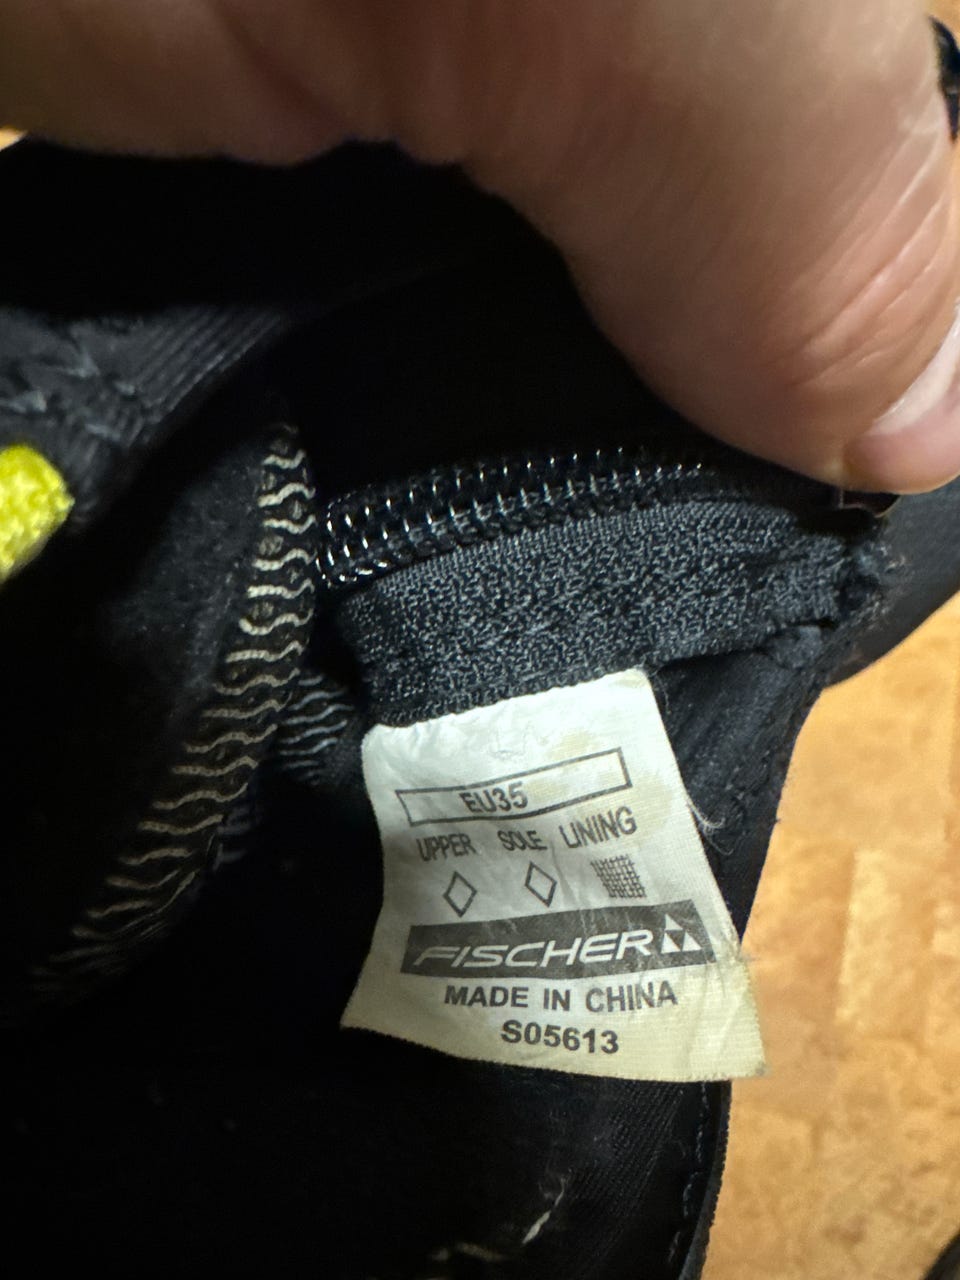 EU35
UPPER SOLE LINING
FISCHER
MADE IN CHINA
S05613